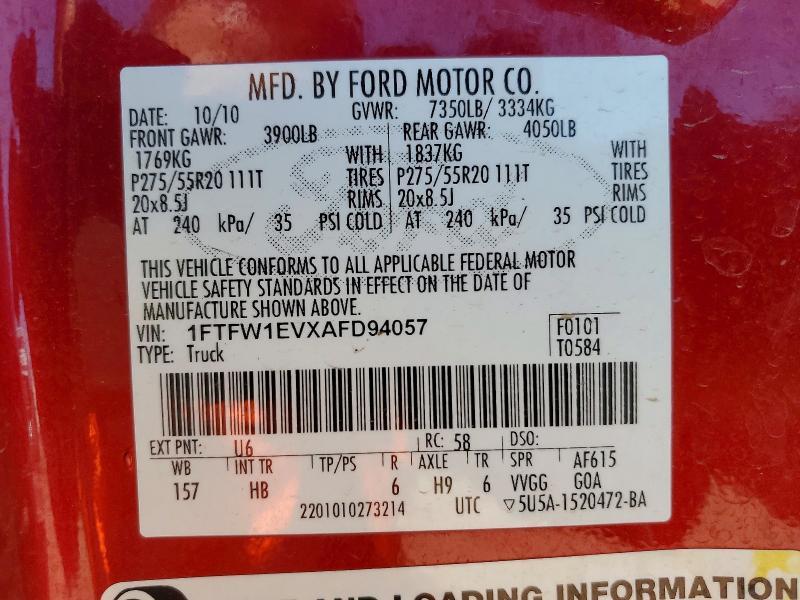 MFD. BY FORD MOTOR CO.
DATE: 10/10 GVWR: 7350LB/ 3334KG
FRONT GAWR: 3900LB REAR GAWR: 4050LB
1769KG WITH 1837KG WITH
P275/55R20 111T TIRES P275/55R20 111T TIRES
20x8.5J RIMS 20x8.5J RIMS
AT 240 kPa/ 35 PSI COLD AT 240 kPa/ 35 PSI COLD
THIS VEHICLE CONFORMS TO ALL APPLICABLE FEDERAL MOTOR
VEHICLE SAFETY STANDARDS IN EFFECT ON THE DATE OF
MANUFACTURE SHOWN ABOVE.
VIN: 1FTFW1EVXAFD94057 F0101
TYPE: Truck T0584
EXT PNT: U6 RC: 58 DSO:
WB INT TR TP/PS R AXLE TR SPR AF615
157 HB 6 H9 6 VVGG GOA
2201010273214 UTC ▽5U5A-1520472-BA
AND LOADING INFORMATION